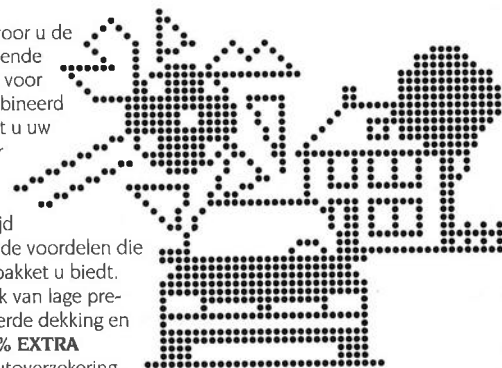 oor u de
ende
voor
bineerd
t u uw
r
jd
de voordelen die
pakket u biedt.
k van lage pre-
erde dekking en
% EXTRA
utoverzekering